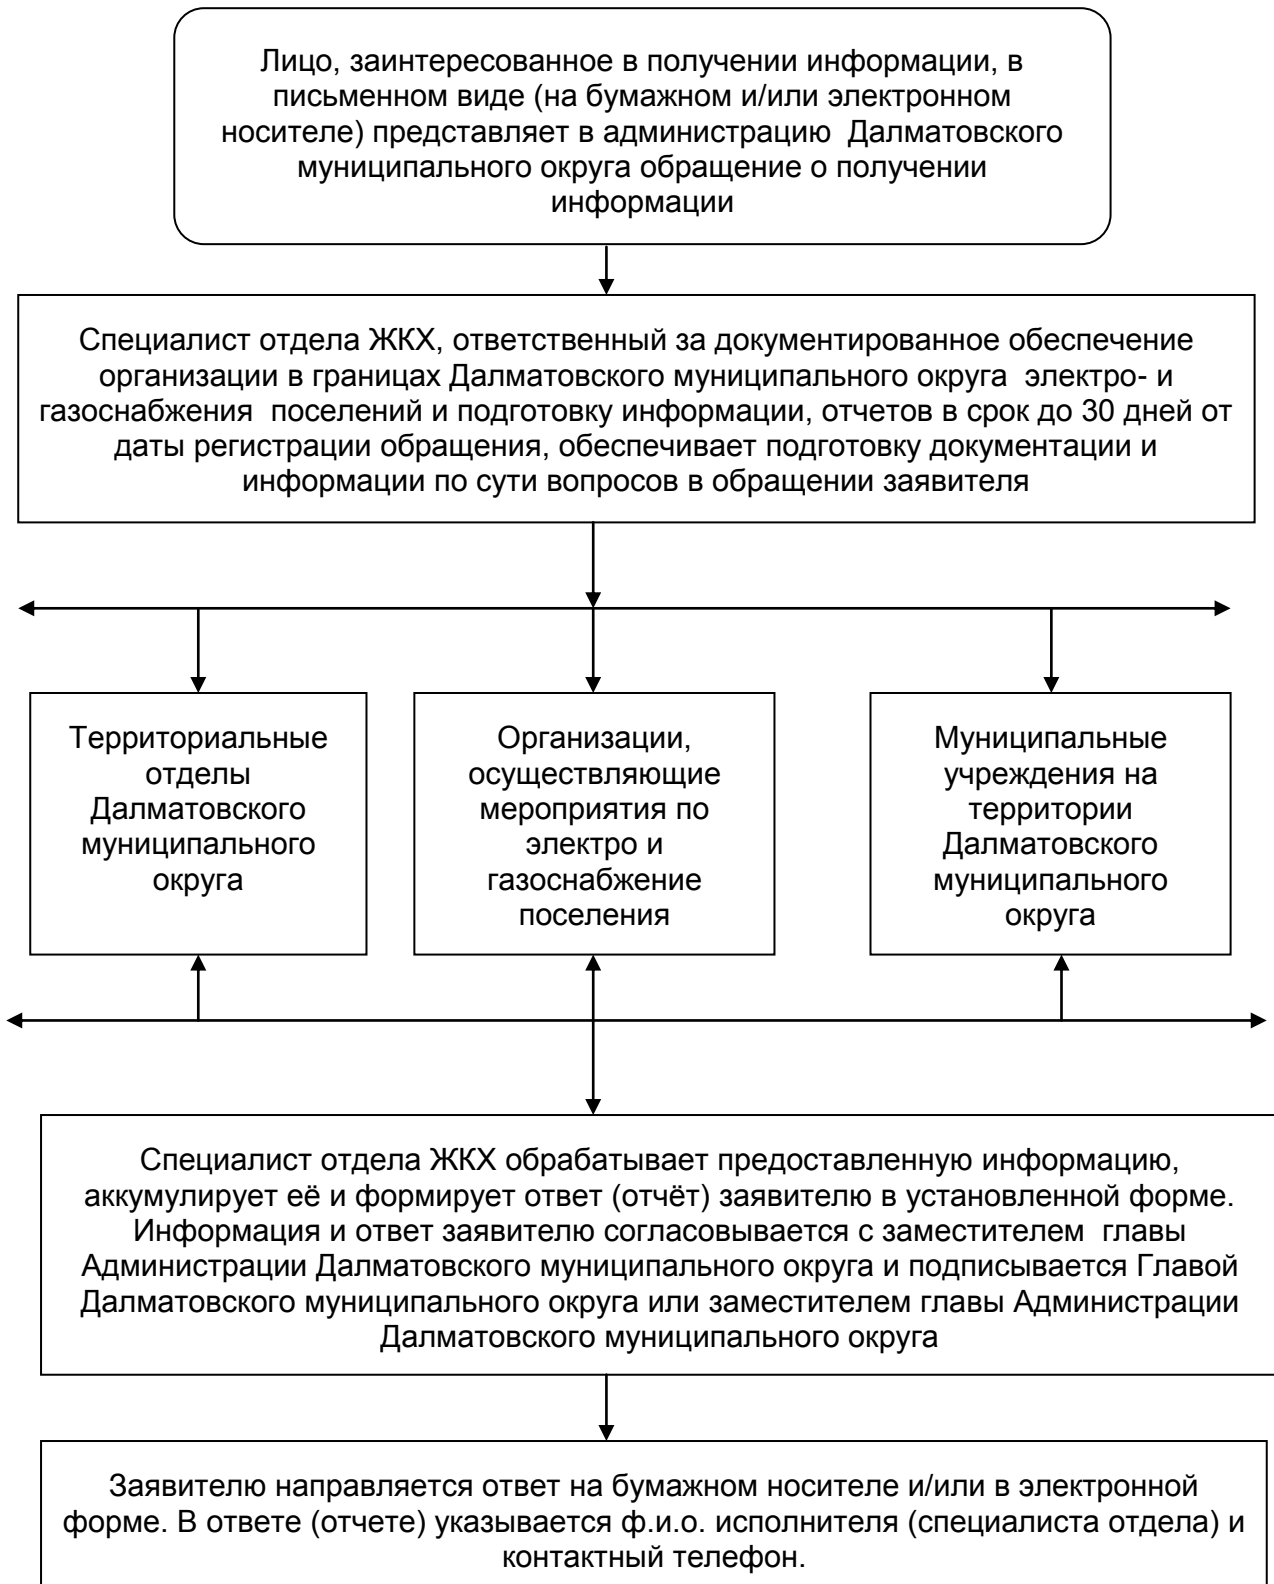 Лицо, заинтересованное в получении информации, в
письменном виде (на бумажном и/или электронном
носителе) представляет в администрацию  Далматовского
муниципального округа обращение о получении
информации
Специалист отдела ЖКХ, ответственный за документированное обеспечение
организации в границах Далматовского муниципального округа  электро- и
газоснабжения  поселений и подготовку информации, отчетов в срок до 30 дней от
даты регистрации обращения, обеспечивает подготовку документации и
информации по сути вопросов в обращении заявителя
Территориальные
отделы
Далматовского
муниципального
округа
Организации,
осуществляющие
мероприятия по
электро и
газоснабжение
поселения
Муниципальные
учреждения на
территории
Далматовского
муниципального
округа
Специалист отдела ЖКХ обрабатывает предоставленную информацию,
аккумулирует её и формирует ответ (отчёт) заявителю в установленной форме.
Информация и ответ заявителю согласовывается с заместителем  главы
Администрации Далматовского муниципального округа и подписывается Главой
Далматовского муниципального округа или заместителем главы Администрации
Далматовского муниципального округа
Заявителю направляется ответ на бумажном носителе и/или в электронной
форме. В ответе (отчете) указывается ф.и.о. исполнителя (специалиста отдела) и
контактный телефон.